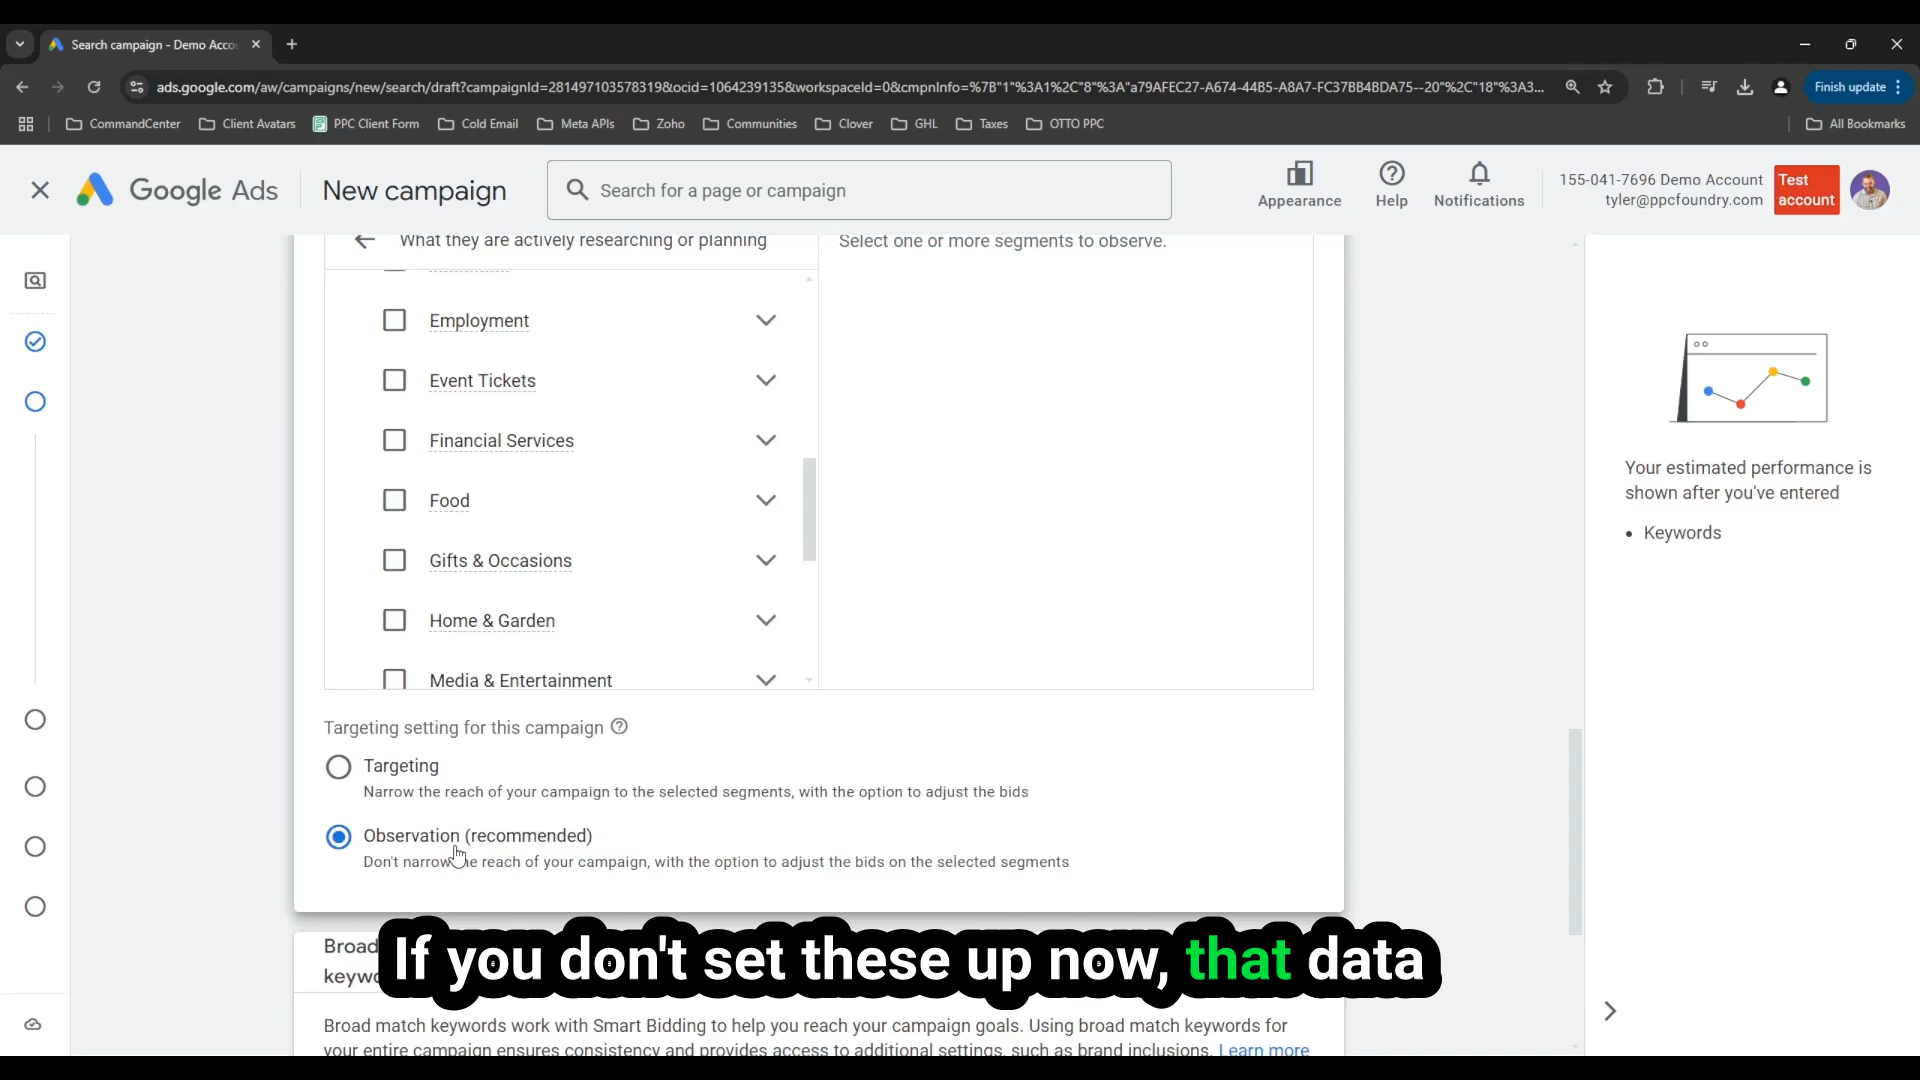 Search campaign - Demo Acco
ads.google.com/aw/campaigns/new/search/draft?campaignId=281497103578319&ocid=1064239135&workspaceId=0&cmpnInfo=%7B"1"%3A1%2C"8"%3A"a79AFEC27-A674-44B5-A8A7-FC37BB4BDA75--20"%2C"18"%3A3...
Finish update
CommandCenter
Client Avatars
PPC Client Form
Cold Email
Meta APIs
Zoho
Communities
Clover
GHL
Taxes
OTTO PPC
All Bookmarks
Google Ads
New campaign
Search for a page or campaign
Appearance
Help
Notifications
155-041-7696 Demo Account
tyler@ppcfoundry.com
Test
account
What they are actively researching or planning
Select one or more segments to observe.
Employment
Event Tickets
Financial Services
Food
Gifts & Occasions
Home & Garden
Media & Entertainment
Targeting setting for this campaign
Targeting
Narrow the reach of your campaign to the selected segments, with the option to adjust the bids
Observation (recommended)
Don't narrow he reach of your campaign, with the option to adjust the bids on the selected segments
Your estimated performance is
shown after you've entered
• Keywords
Broad
keywo
If you don't set these up now, that data
Broad match keywords work with Smart Bidding to help you reach your campaign goals. Using broad match keywords for
your entire campaign ensures consistency and provides access to additional settings, such as brand inclusions. Learn more